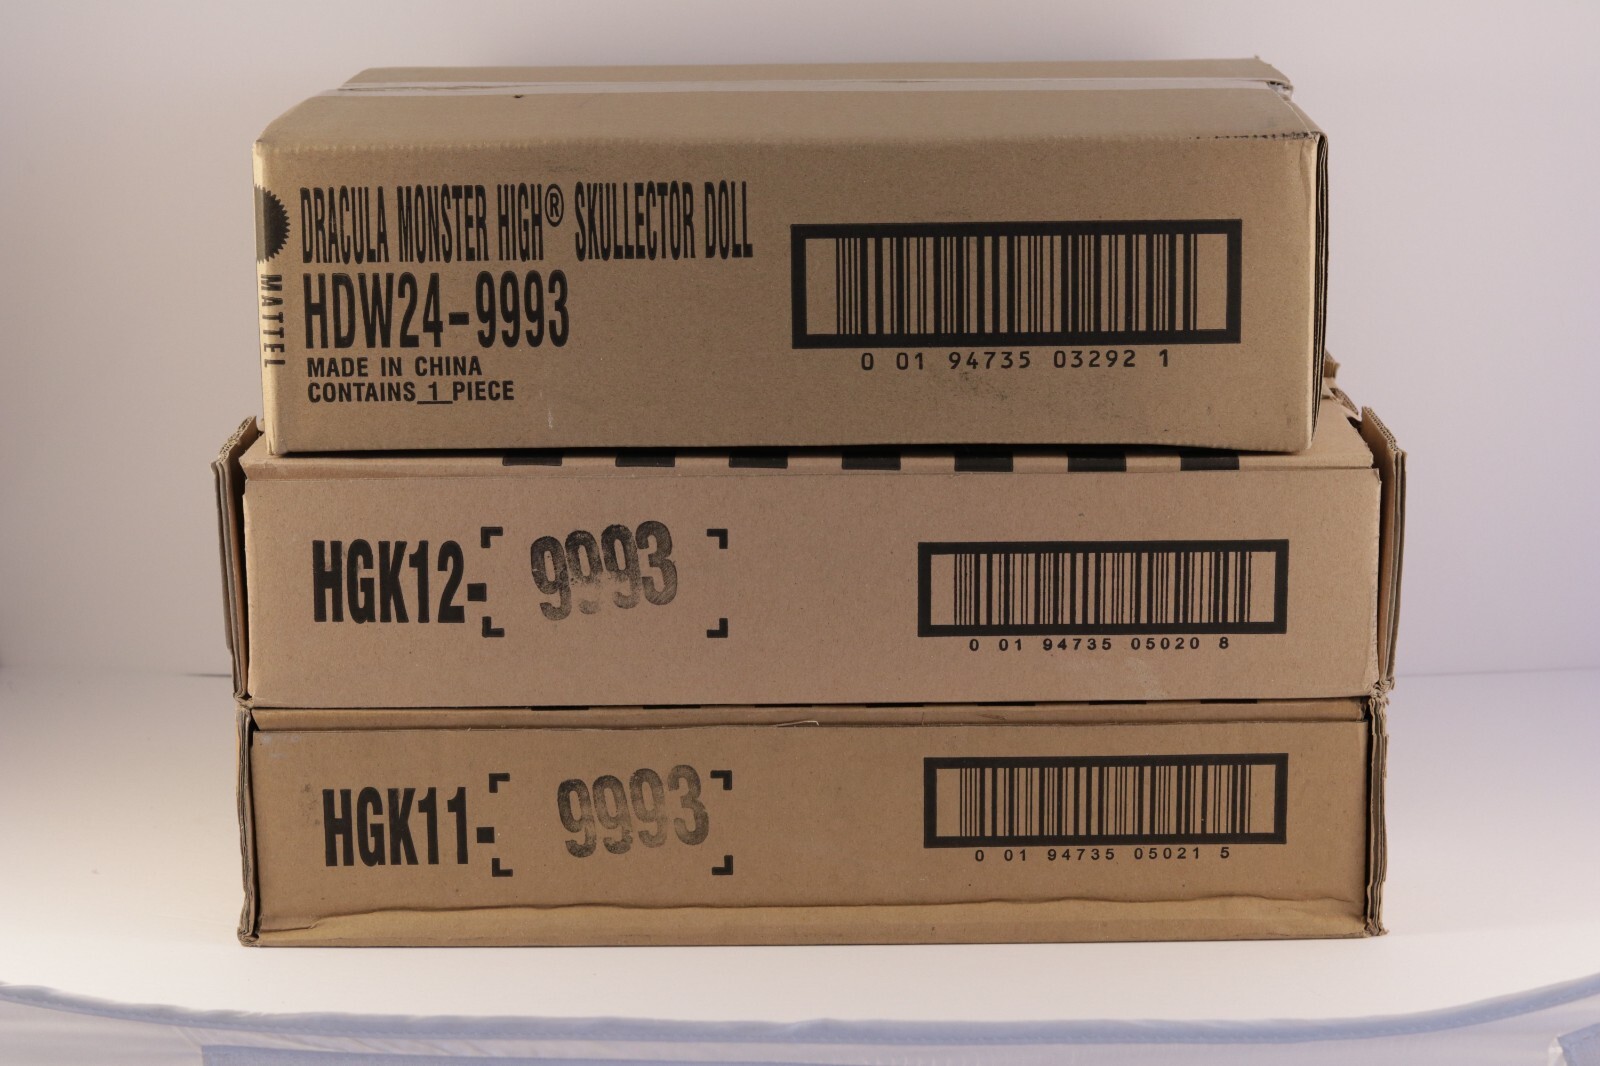 DRACULA MONSTER HIGH® SKULLECTOR DOLL
HDW24-9993
MADE IN CHINA
CONTAINS 1 PIECE
MATTEL
0 01 94735 03292 1
HGK12-
9993
0 01 94735 05020 8
HGK11-
9993
0 01 94735 05021 5